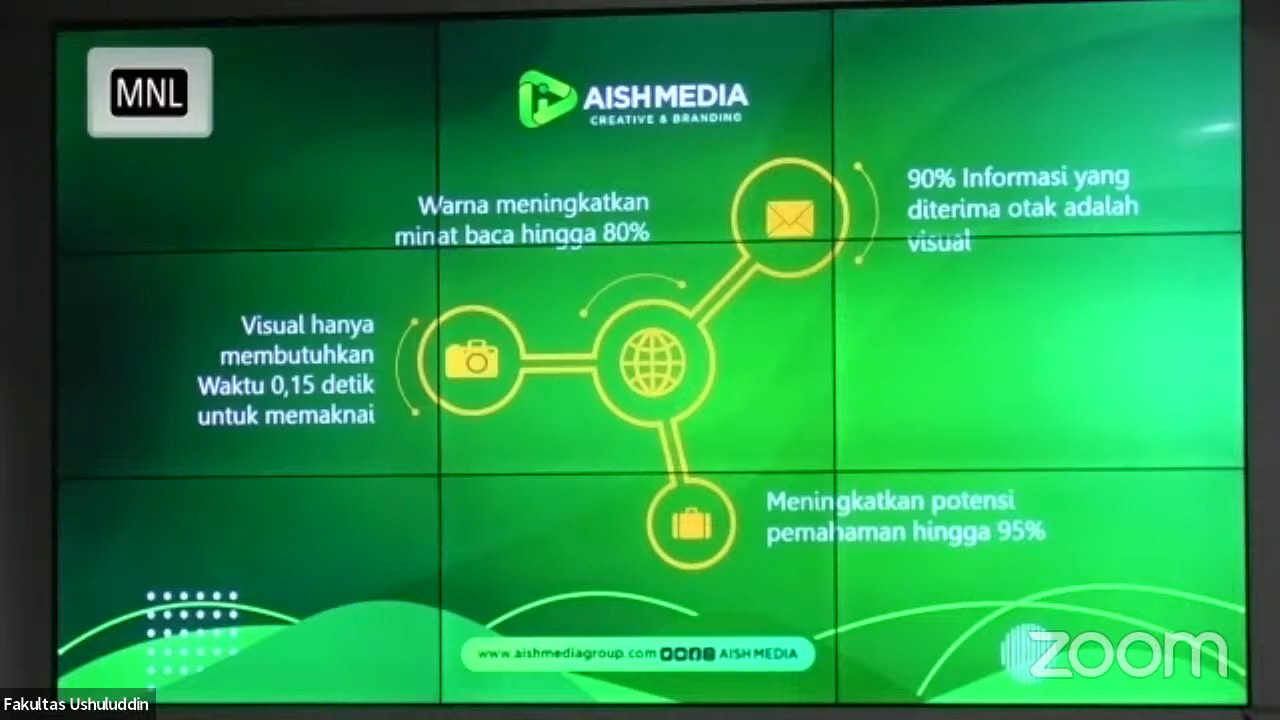 MNL
AISHMEDIA
CREATIVE & BRANDING
Warna meningkatkan
minat baca hingga 80%
90% Informasi yang
diterima otak adalah
visual
Visual hanya
membutuhkan
Waktu 0,15 detik
untuk memaknai
Meningkatkan potensi
pemahaman hingga 95%
www.aishmediagroup.com AISH MEDIA
zoom
Fakultas Ushuluddin